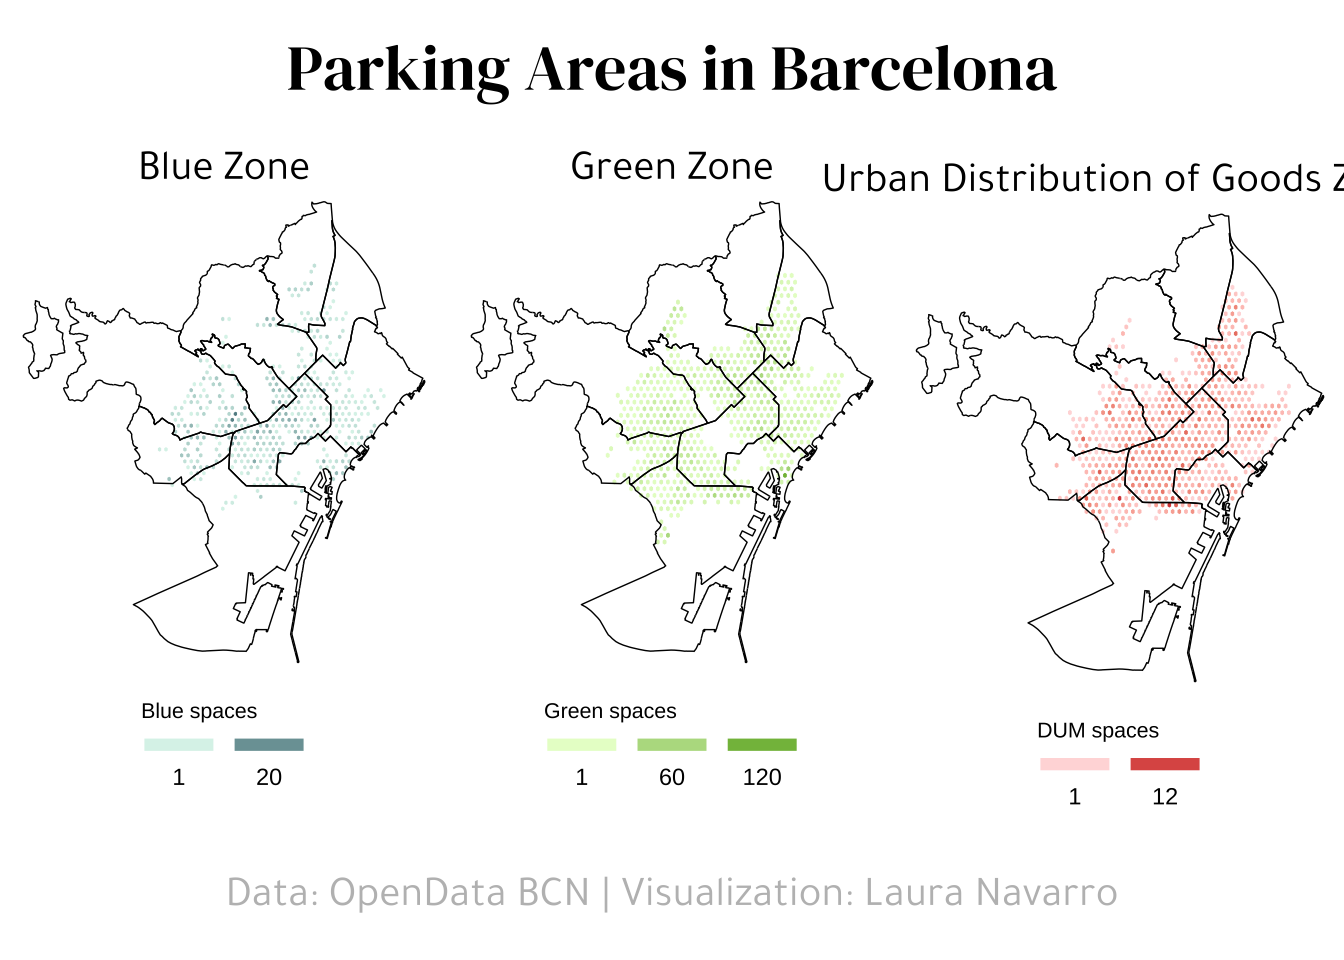 Parking Areas in Barcelona
Blue Zone
Green Zone
Urban Distribution of Goods Z
Blue spaces
1 20
Green spaces
1 60 120
DUM spaces
1 12
Data: OpenData BCN | Visualization: Laura Navarro